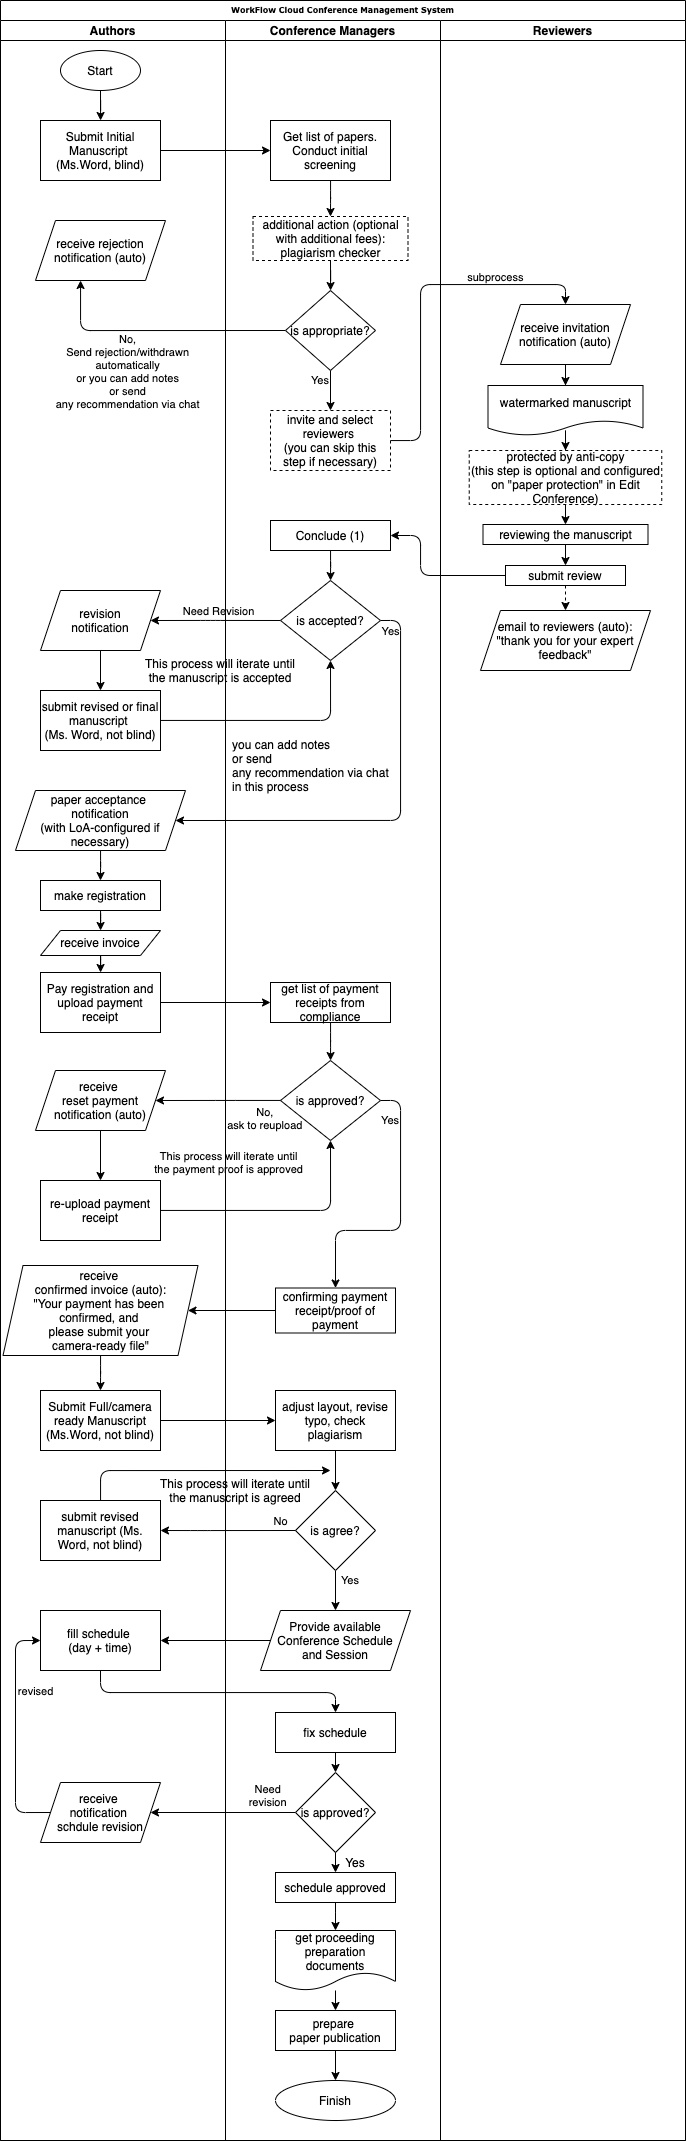 WorkFlow Cloud Conference Management System
Authors
Conference Managers
Reviewers
Start
Submit Initial
Manuscript
(Ms.Word, blind)
Get list of papers.
Conduct initial
screening
additional action (optional
with additional fees):
plagiarism checker
receive rejection
notification (auto)
is appropriate?
No,
Send rejection/withdrawn
automatically
or you can add notes
or send
any recommendation via chat
Yes
invite and select
reviewers
(you can skip this
step if necessary)
subprocess
receive invitation
notification (auto)
watermarked manuscript
protected by anti-copy
(this step is optional and configured
on "paper protection" in Edit
Conference)
reviewing the manuscript
submit review
email to reviewers (auto):
"thank you for your expert
feedback"
Conclude (1)
is accepted?
Need Revision
Yes
revision
notification
This process will iterate until
the manuscript is accepted
submit revised or final
manuscript
(Ms. Word, not blind)
you can add notes
or send
any recommendation via chat
in this process
paper acceptance
notification
(with LoA-configured if
necessary)
make registration
receive invoice
Pay registration and
upload payment
receipt
get list of payment
receipts from
compliance
is approved?
receive
reset payment
notification (auto)
No,
ask to reupload
Yes
This process will iterate until
the payment proof is approved
re-upload payment
receipt
confirming payment
receipt/proof of
payment
receive
confirmed invoice (auto):
"Your payment has been
confirmed, and
please submit your
camera-ready file"
Submit Full/camera
ready Manuscript
(Ms.Word, not blind)
adjust layout, revise
typo, check
plagiarism
This process will iterate until
the manuscript is agreed
submit revised
manuscript (Ms.
Word, not blind)
No
is agree?
Yes
Provide available
Conference Schedule
and Session
fill schedule
(day + time)
revised
fix schedule
is approved?
Need
revision
receive
notification
schdule revision
Yes
schedule approved
get proceeding
preparation
documents
prepare
paper publication
Finish